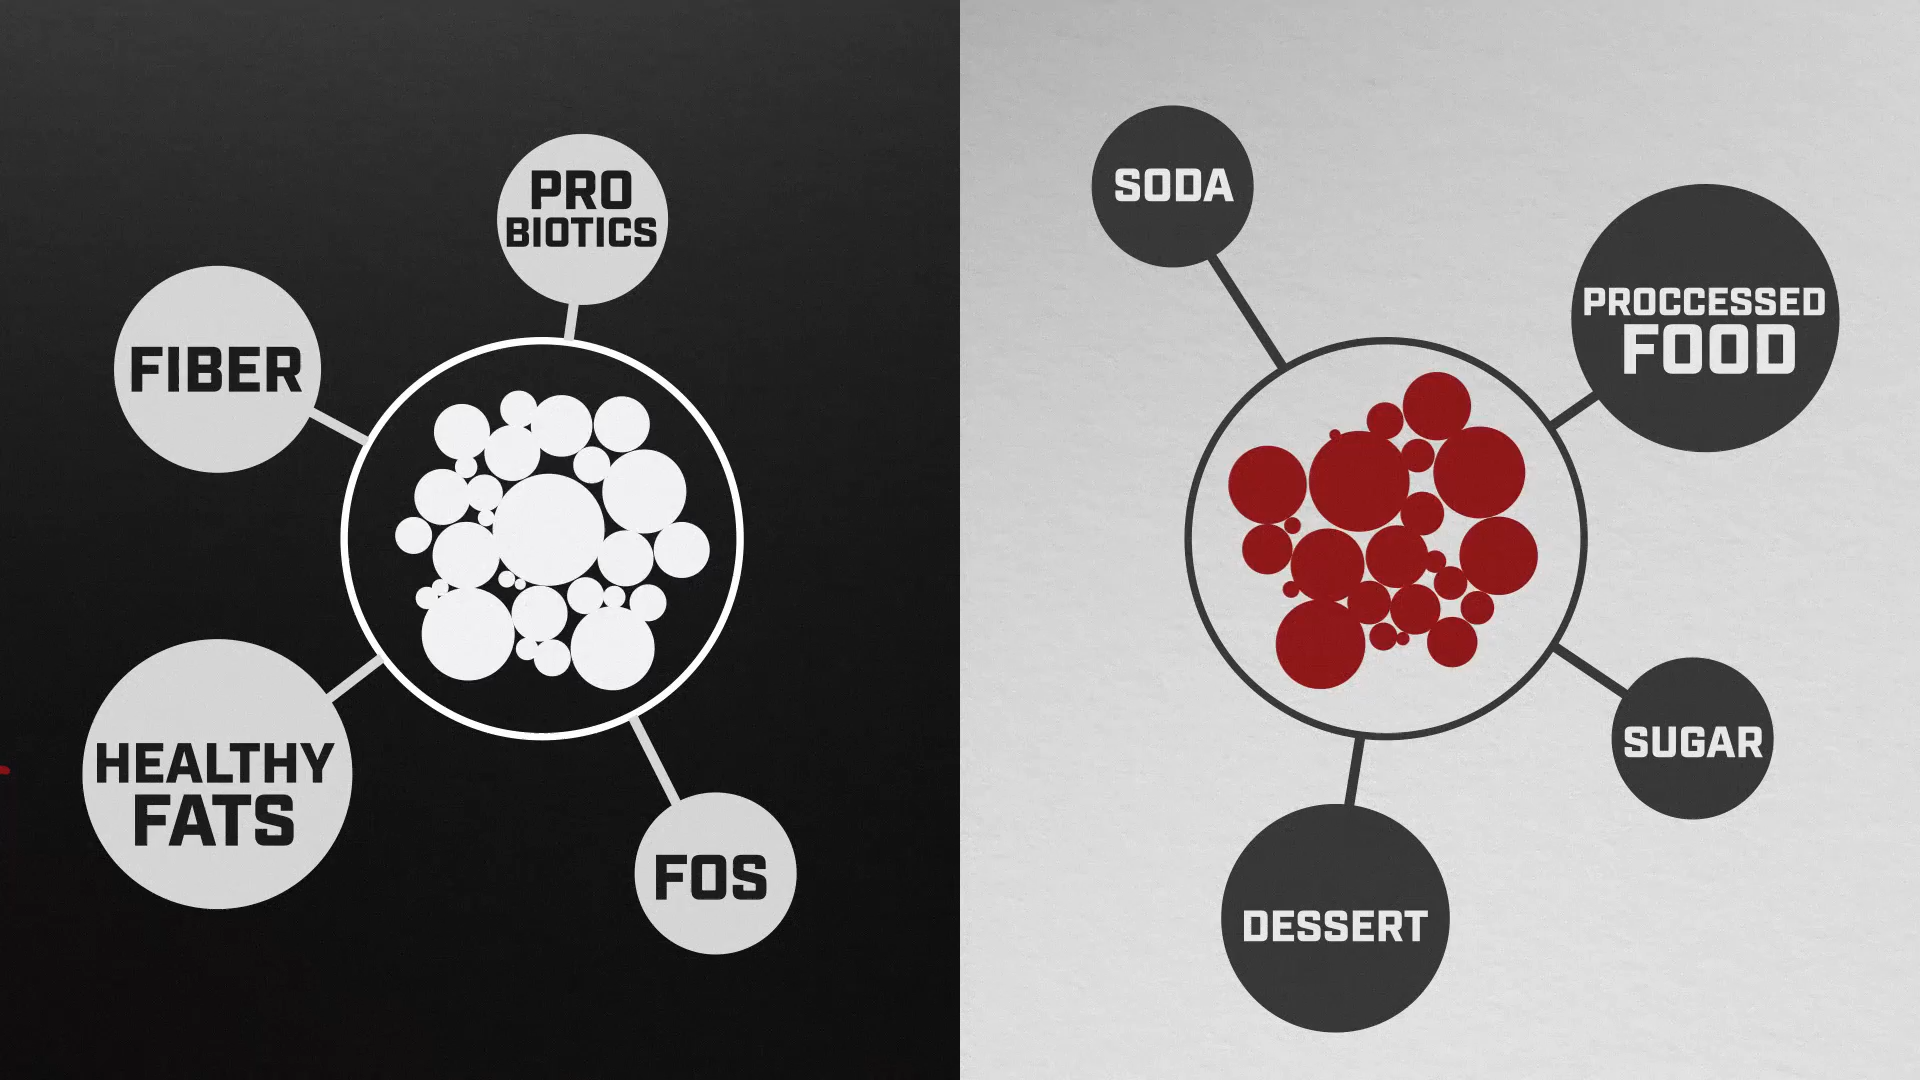 PRO
BIOTICS
FIBER
HEALTHY
FATS
FOS
SODA
PROCCESSED
FOOD
SUGAR
DESSERT